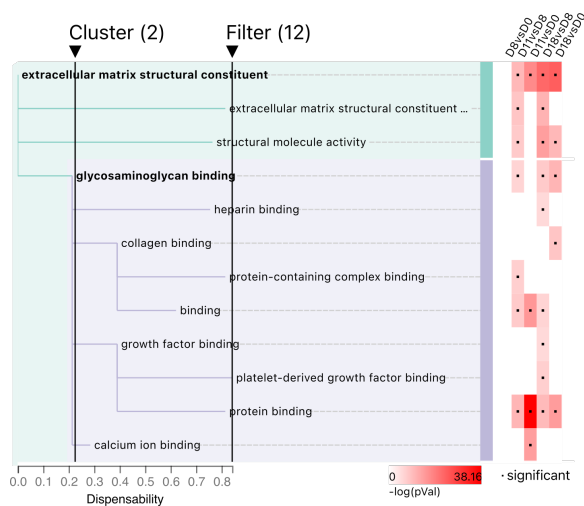 Cluster (2)
Filter (12)
D8vsD0
D11vsD8
D11vsD0
D18vsD8
D18vsD0
extracellular matrix structural constituent
extracellular matrix structural constituent ...
structural molecule activity
glycosaminoglycan binding
heparin binding
collagen binding
protein-containing complex binding
binding
growth factor binding
platelet-derived growth factor binding
protein binding
calcium ion binding
0.0 0.1 0.2 0.3 0.4 0.5 0.6 0.7 0.8
Dispensability
0 38.16
−log(pVal)
· significant